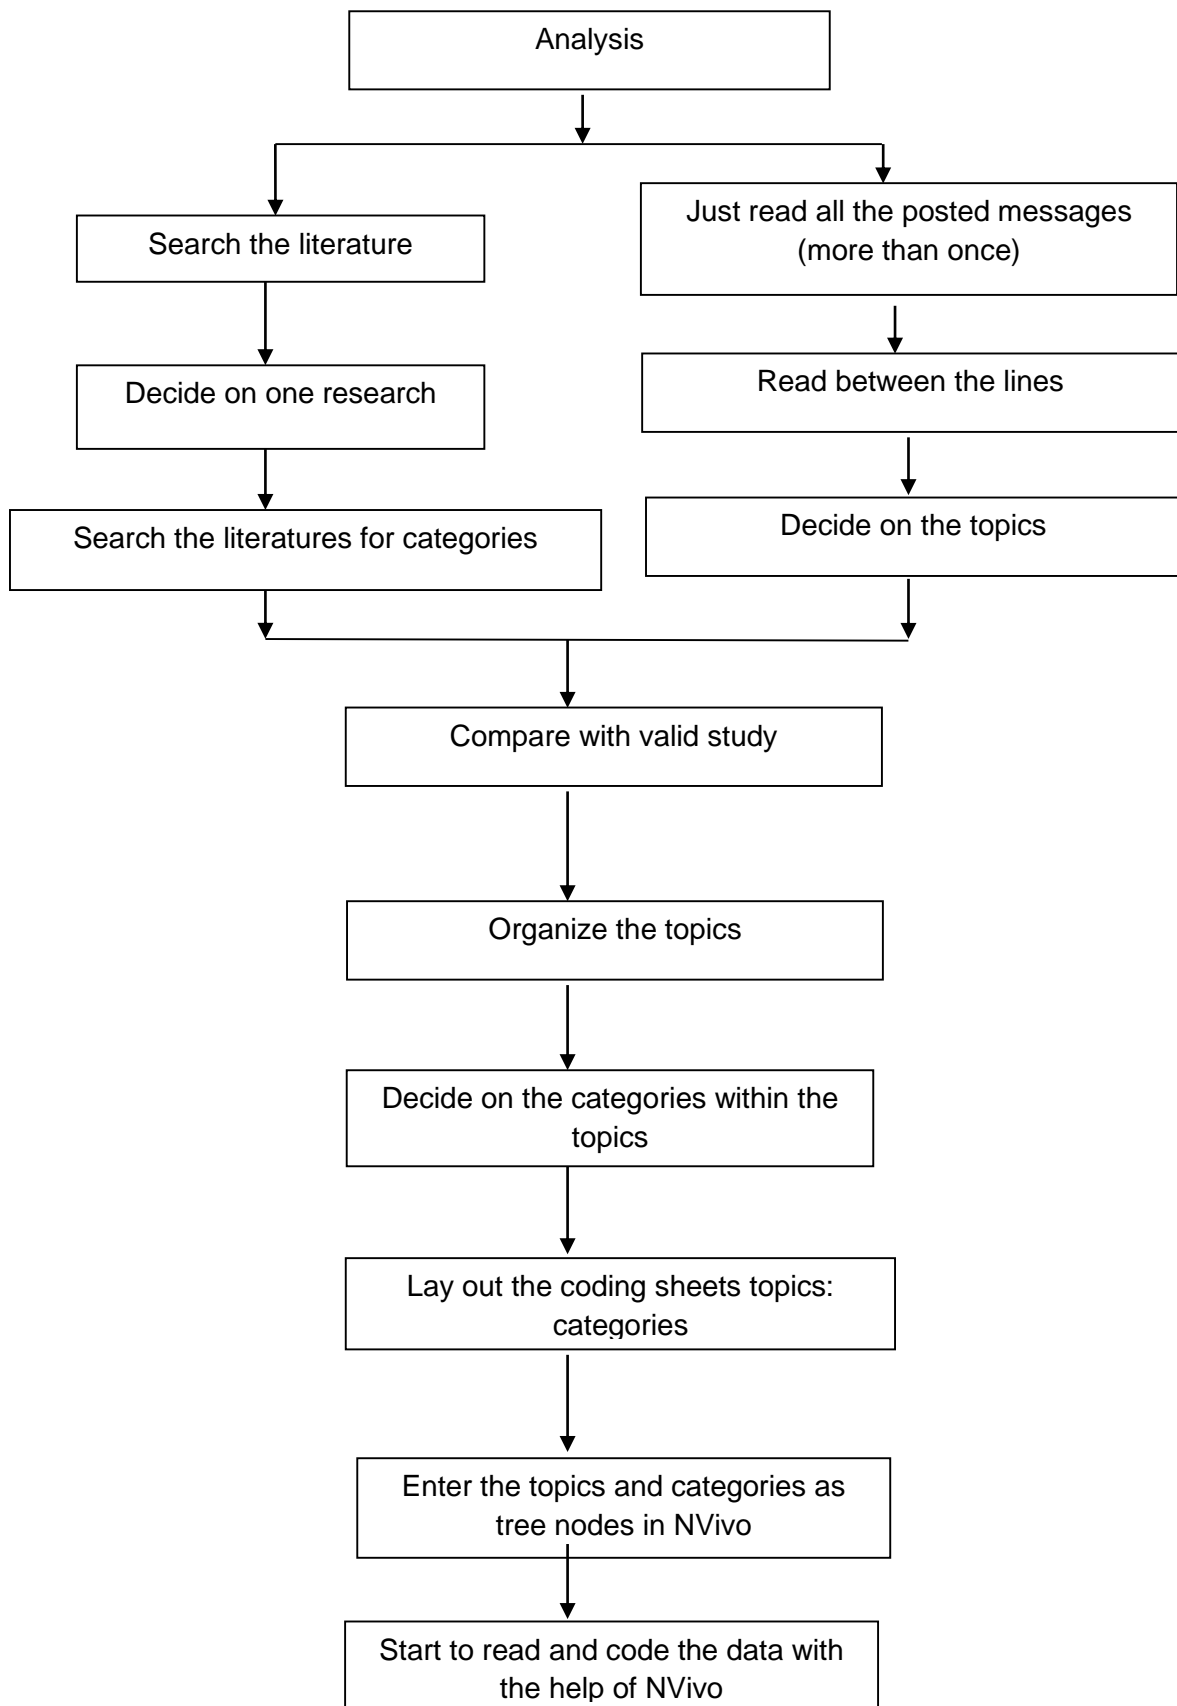 Analysis
Search the literature
Decide on one research
Search the literatures for categories
Just read all the posted messages
(more than once)
Read between the lines
Decide on the topics
Compare with valid study
Organize the topics
Decide on the categories within the
topics
Lay out the coding sheets topics:
categories
Enter the topics and categories as
tree nodes in NVivo
Start to read and code the data with
the help of NVivo